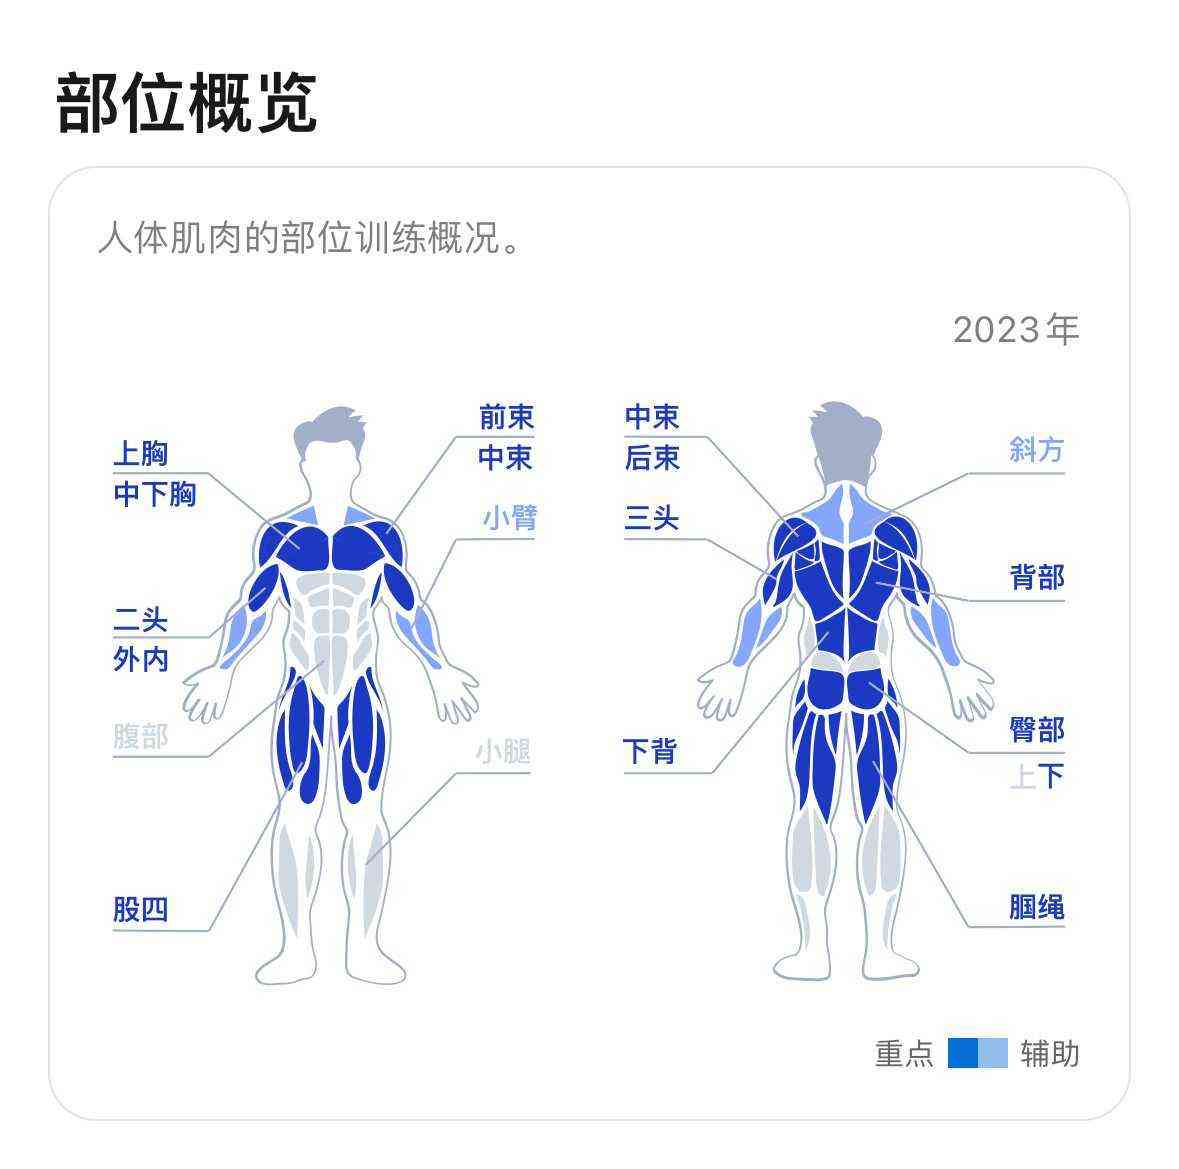 部位概览
人体肌肉的部位训练概况。
2023年
上胸
中下胸
二头
外内
腹部
股四
前束
中束
小臂
小腿
中束
后束
三头
下背
斜方
背部
臀部
上下
腘绳
重点 辅助